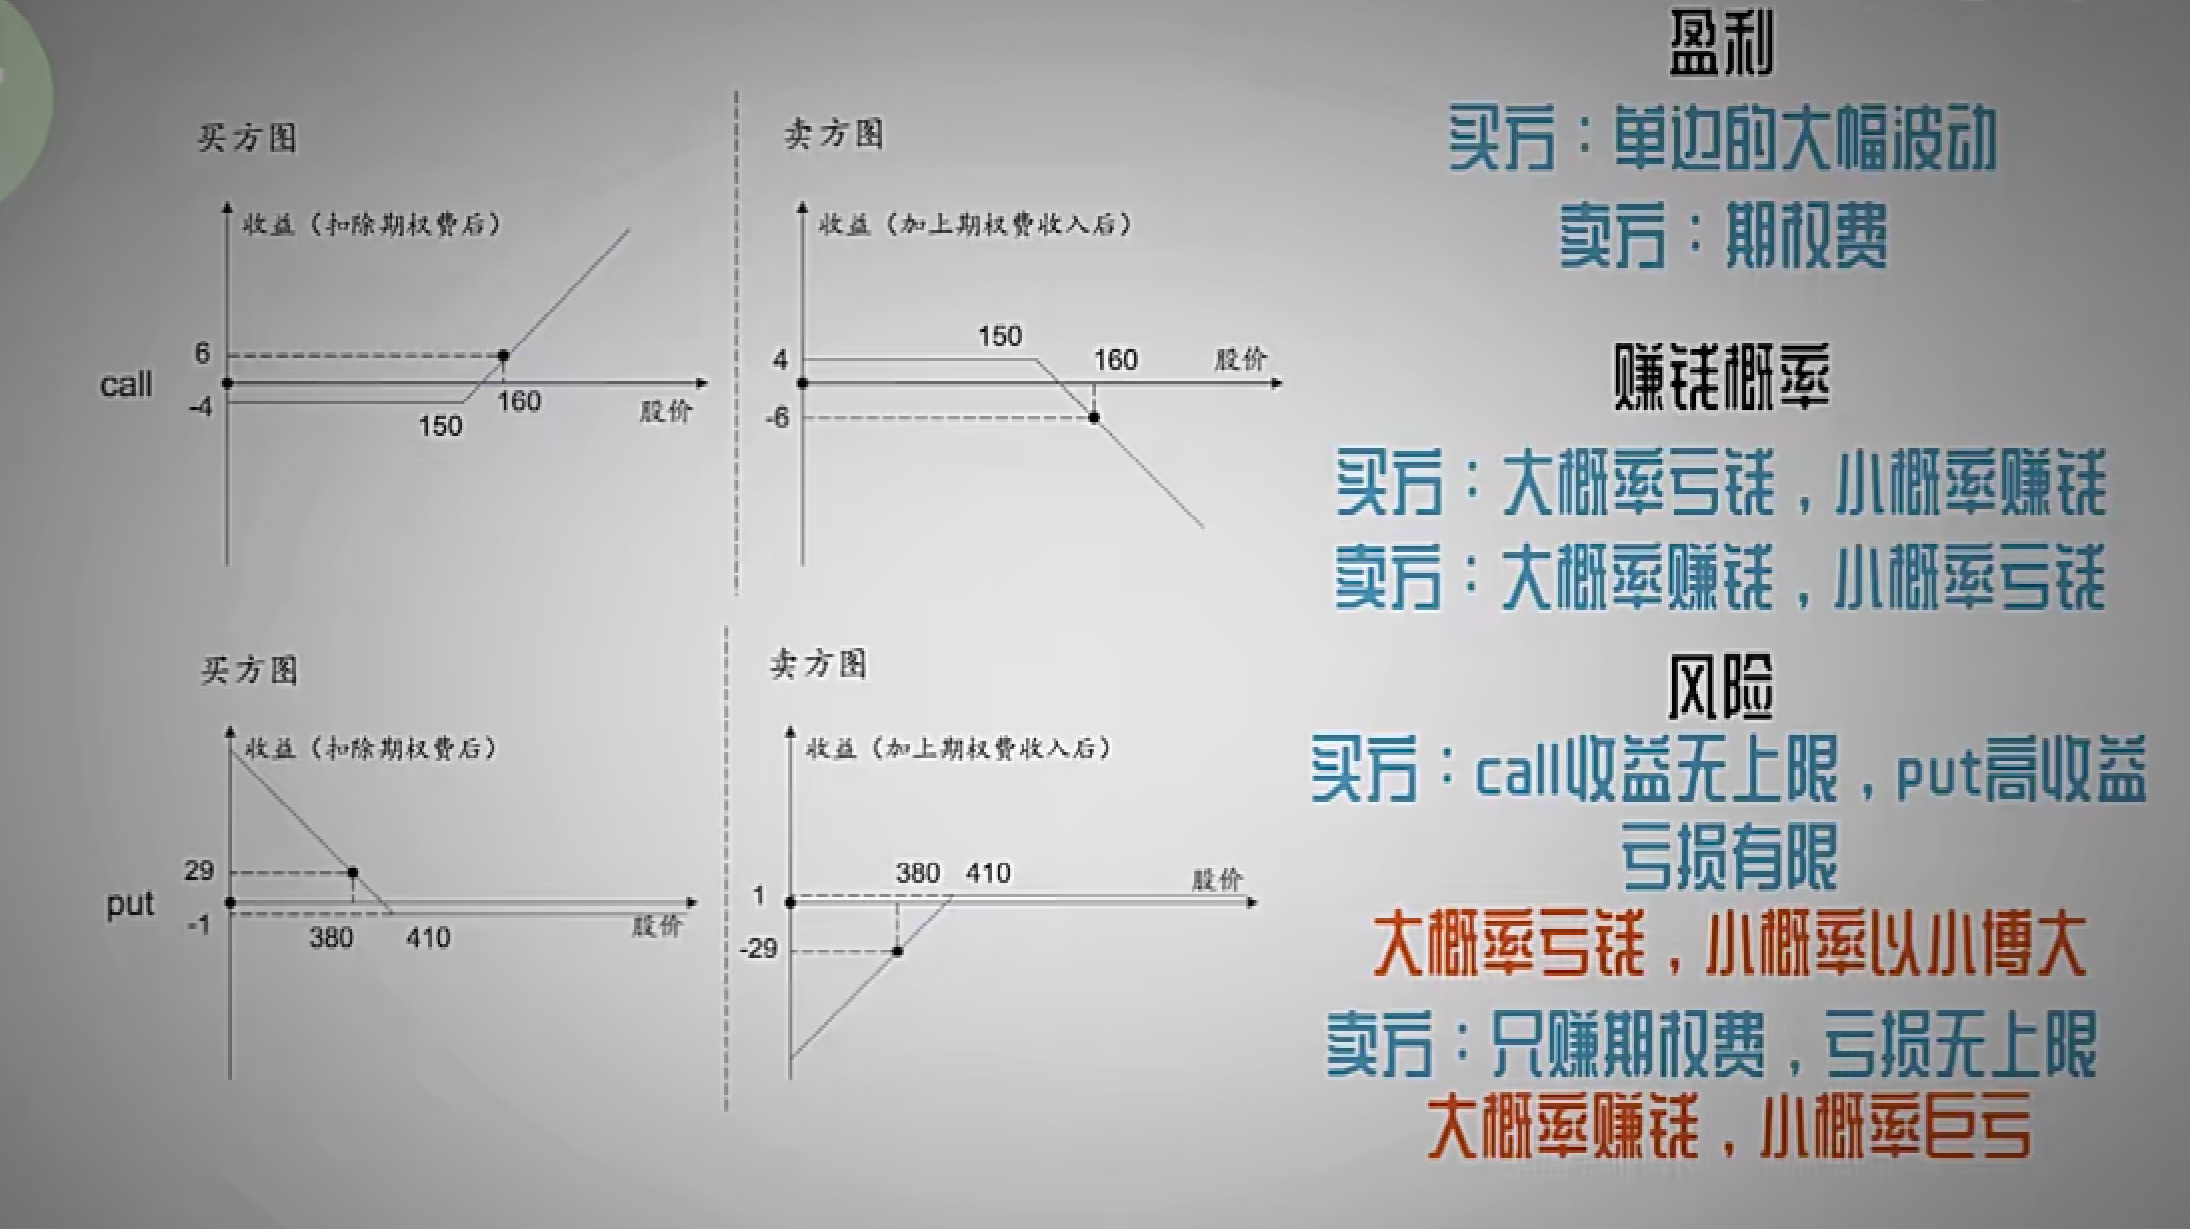 买方图
收益（扣除期权费后）
6
call
-4
150
160
股价
卖方图
收益（加上期权费收入后）
150
4
160
股价
-6
买方图
收益（扣除期权费后）
29
put
-1
380
410
股价
卖方图
收益（加上期权费收入后）
380
410
股价
1
-29
盈利
买方：单边的大幅波动
卖方：期权费
赚钱概率
买方：大概率亏钱，小概率赚钱
卖方：大概率赚钱，小概率亏钱
风险
买方：call收益无上限，put高收益
亏损有限
大概率亏钱，小概率以小博大
卖方：只赚期权费，亏损无上限
大概率赚钱，小概率巨亏